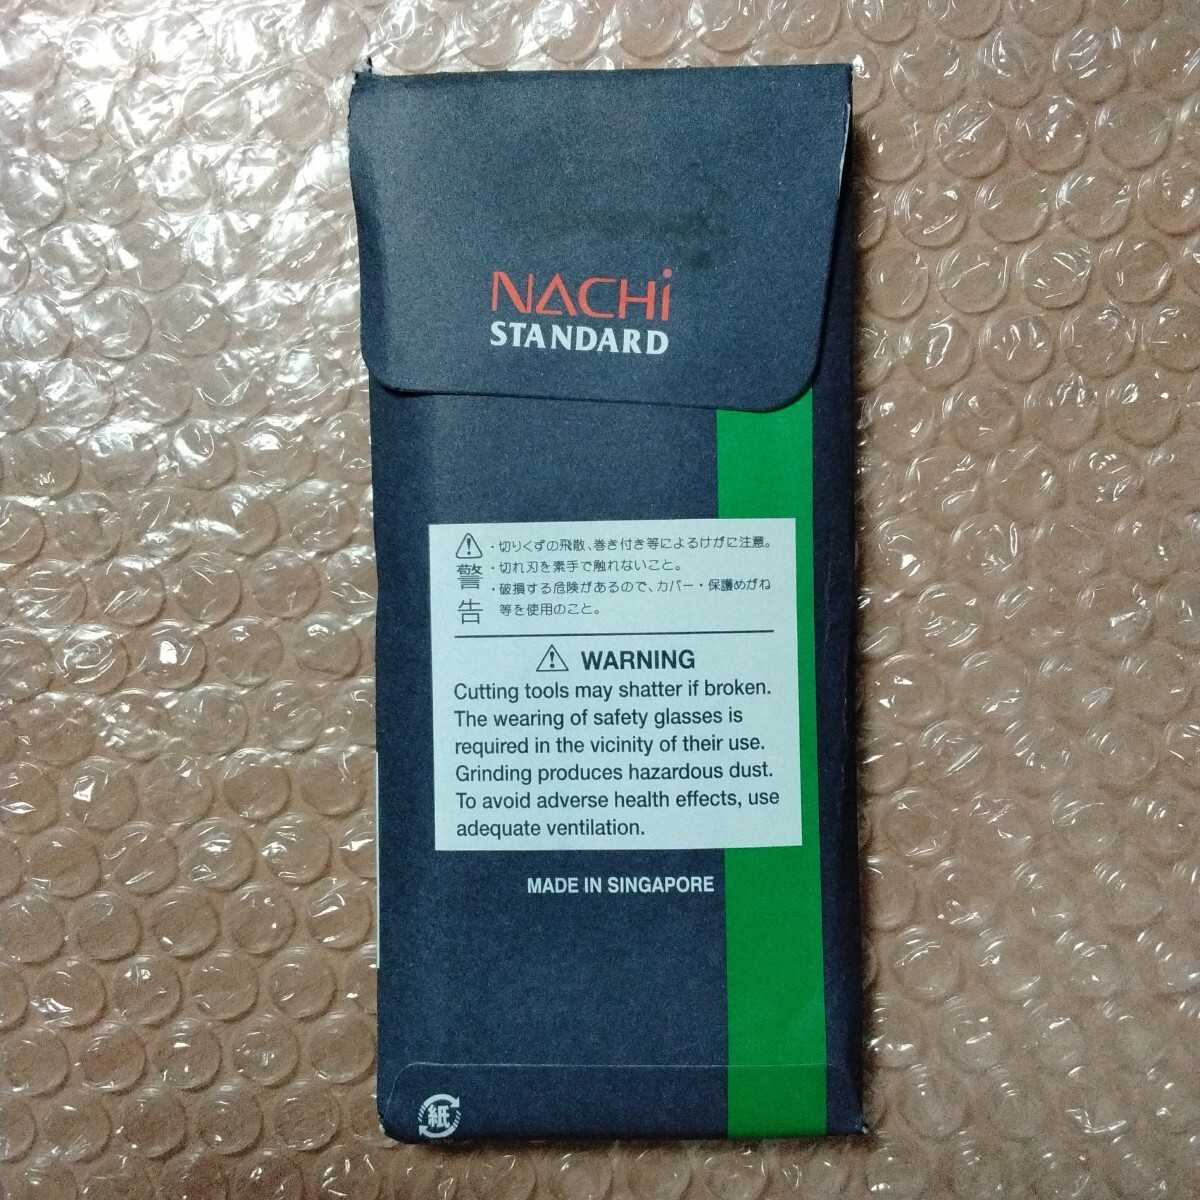 NACHi
STANDARD
警告
・切りくずの飛散、巻き付き等によるけがに注意。
・切れ刃を素手で触れないこと。
・破損する危険があるので、カバー・保護めがね
等を使用のこと。
WARNING
Cutting tools may shatter if broken.
The wearing of safety glasses is
required in the vicinity of their use.
Grinding produces hazardous dust.
To avoid adverse health effects, use
adequate ventilation.
MADE IN SINGAPORE
紙